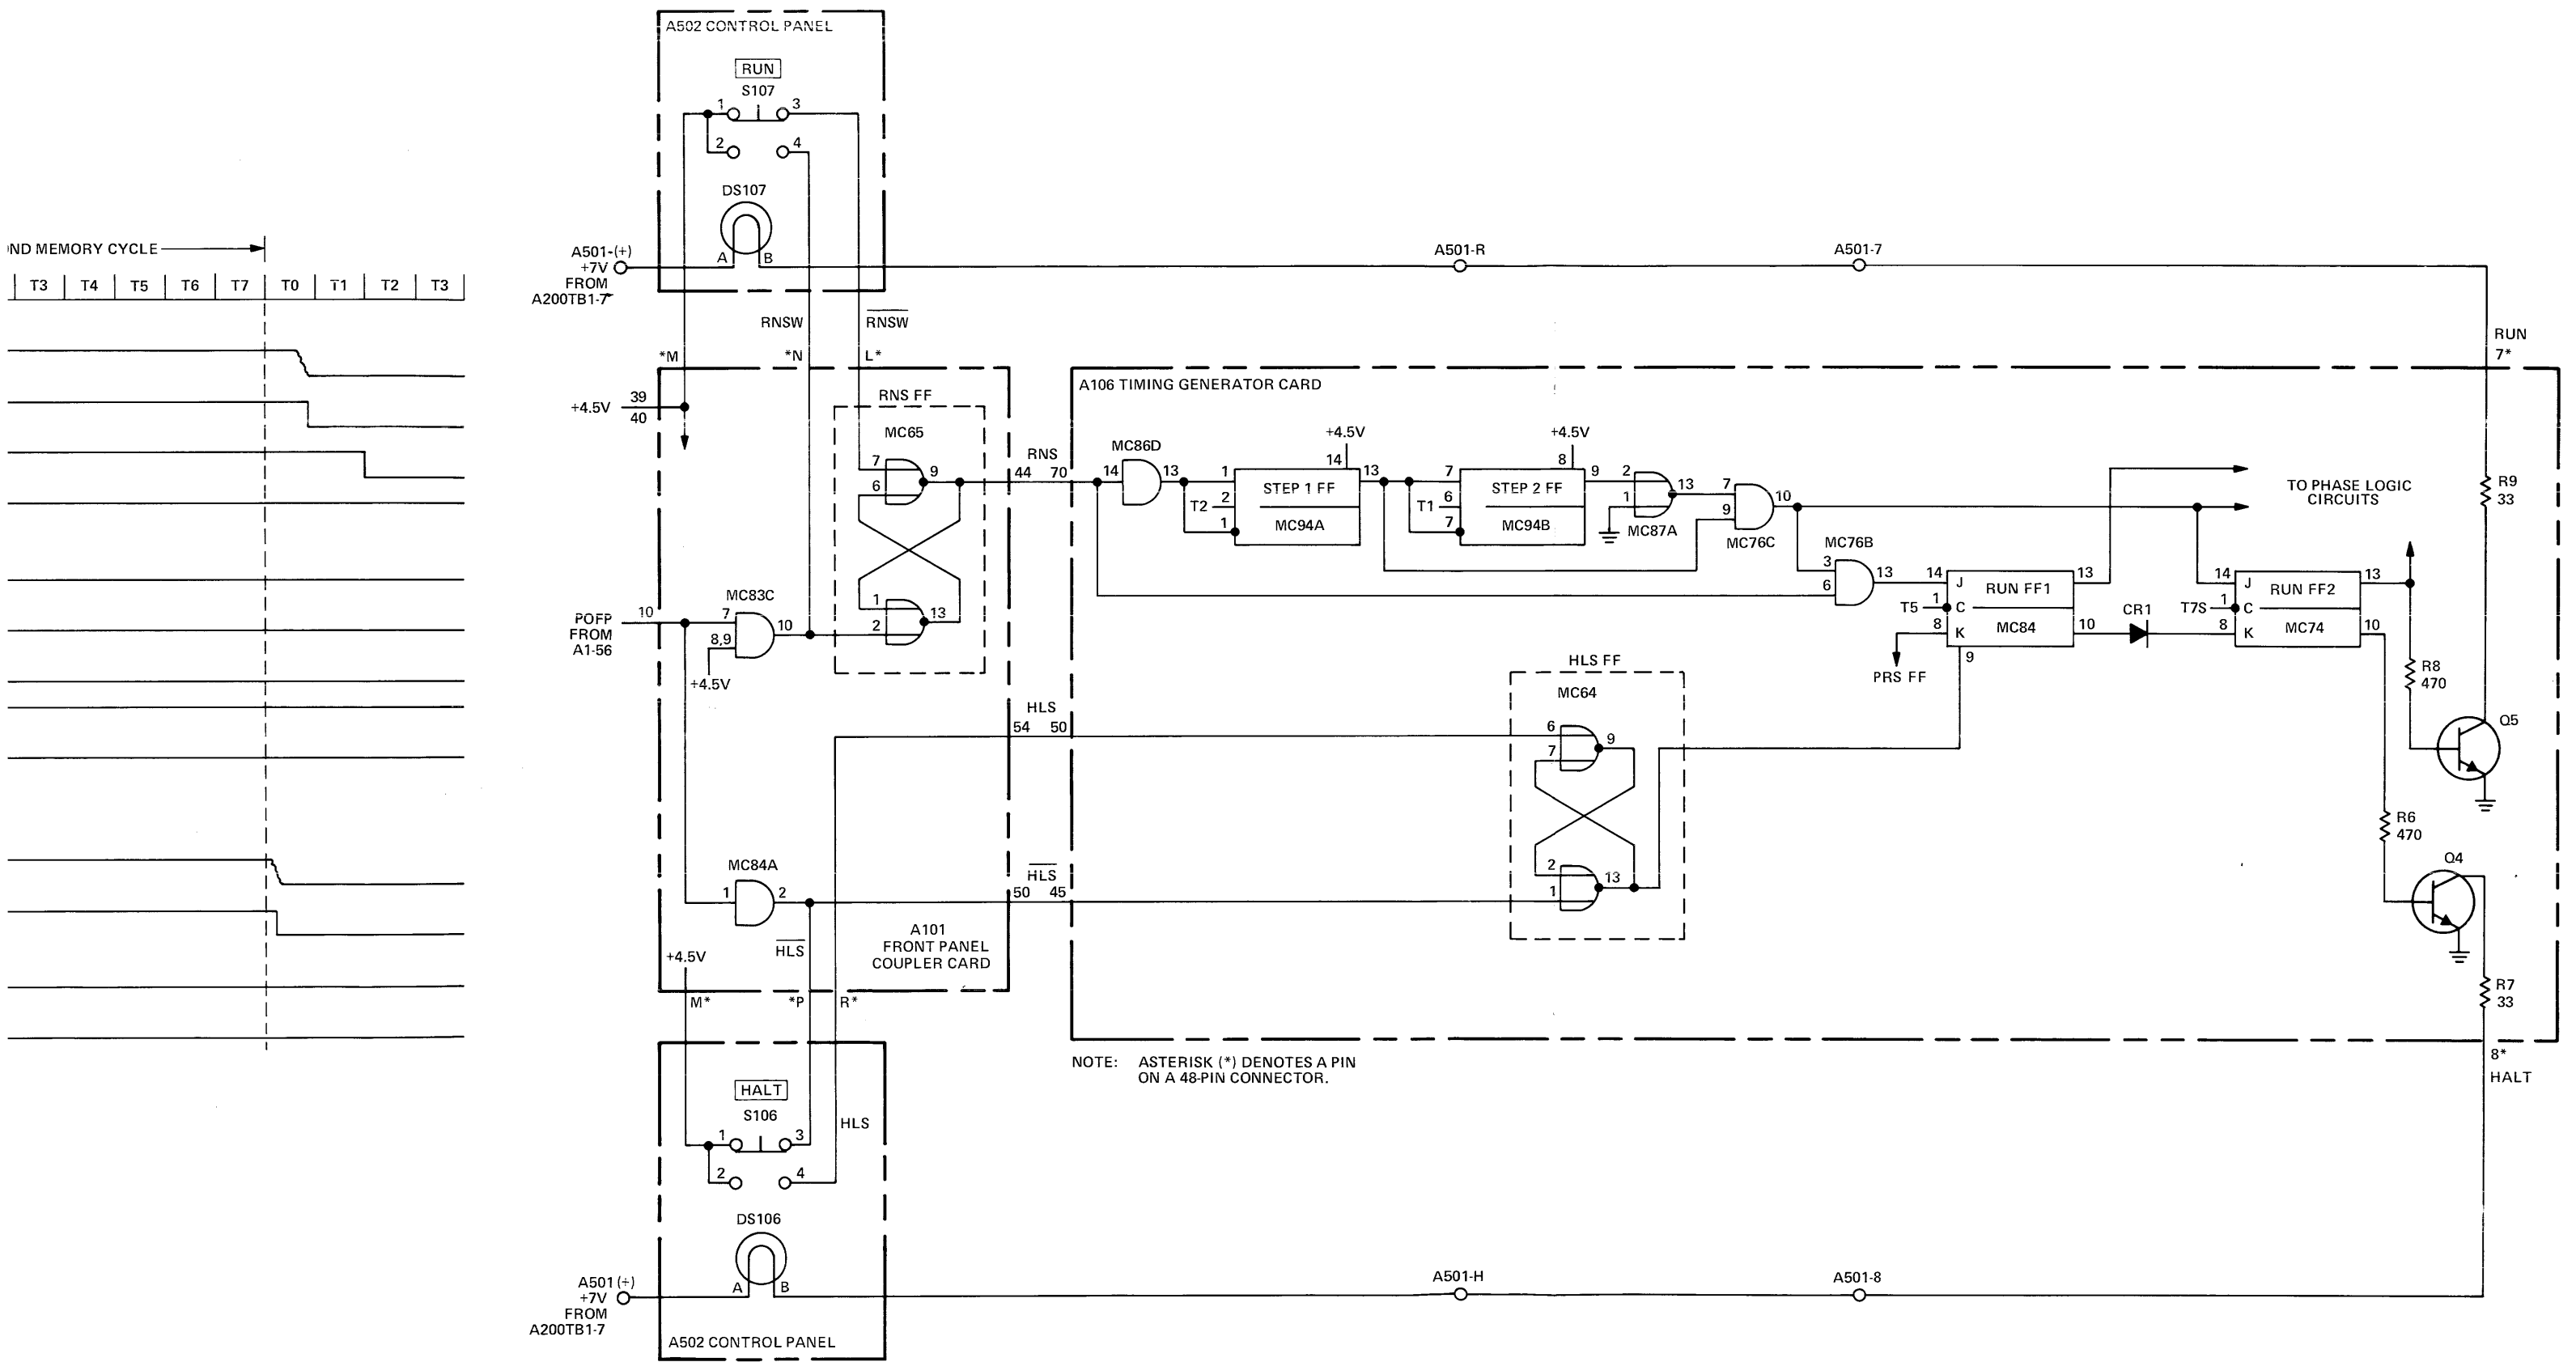 A502 CONTROL PANEL
RUN
S107
1
3
2
4
DS107
A
B
A501-(+)
+7V
FROM
A200TB1-7
A501-R
A501-7
ND MEMORY CYCLE
T3 T4 T5 T6 T7 T0 T1 T2 T3
RNSW
RNSW
RUN
7*
*M
*N
L*
A106 TIMING GENERATOR CARD
+4.5V
39
40
RNS FF
MC65
7
6
9
1
2
13
RNS
44 70
MC86D
14
13
+4.5V
14
1
T2 2
1
STEP 1 FF
MC94A
13
+4.5V
8
7
T1 6
7
STEP 2 FF
MC94B
9
2
1
13
MC87A
7
9
10
MC76C
TO PHASE LOGIC
CIRCUITS
R9
33
MC76B
3
6
13
14 J
RUN FF1
13
T5 1 C
8 K
MC84
10
9
PRS FF
CR1
14 J
RUN FF2
13
T7S 1 C
8 K
MC74
10
R8
470
Q5
POFP
FROM
A1-56
10
MC83C
7
8,9
10
+4.5V
HLS FF
MC64
6
7
9
2
1
13
HLS
54 50
R6
470
Q4
MC84A
1
2
HLS
50 45
HLS
A101
FRONT PANEL
COUPLER CARD
+4.5V
M*
*P
R*
R7
33
NOTE: ASTERISK (*) DENOTES A PIN
ON A 48-PIN CONNECTOR.
8*
HALT
HALT
S106
HLS
1
3
2
4
DS106
A
B
A501 (+)
+7V
FROM
A200TB1-7
A501-H
A501-8
A502 CONTROL PANEL